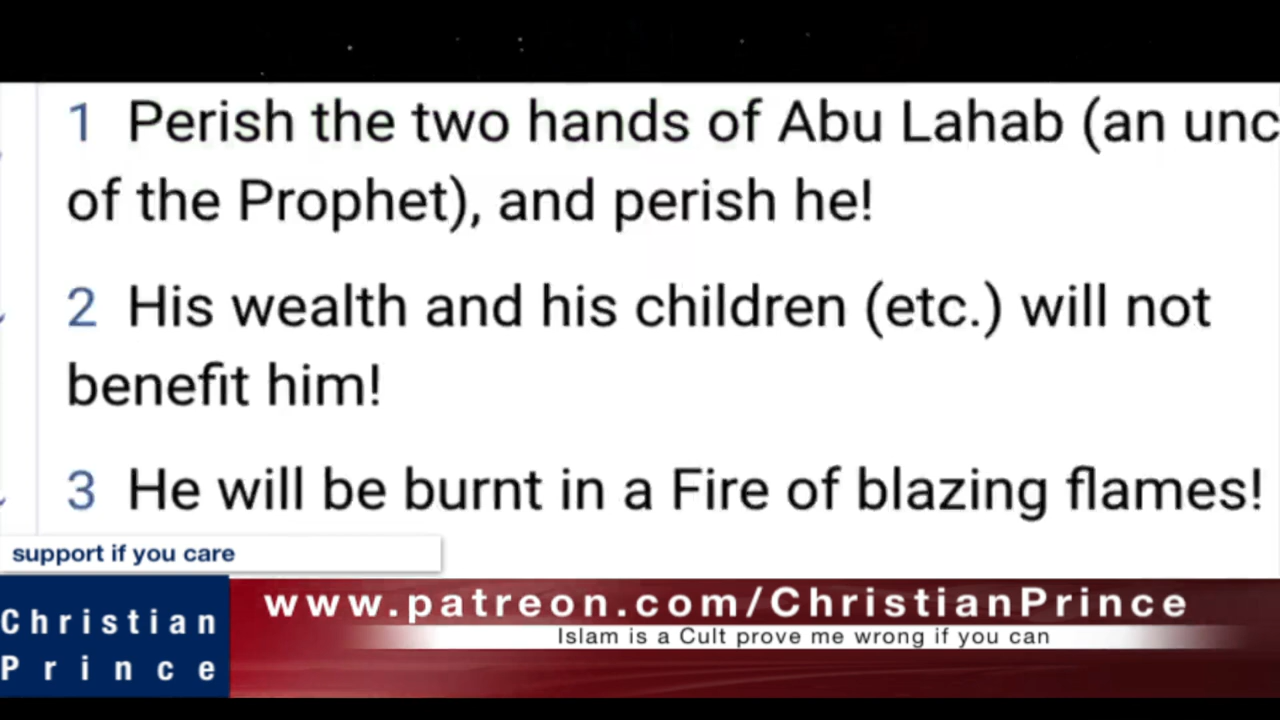 1 Perish the two hands of Abu Lahab (an unc
of the Prophet), and perish he!
2 His wealth and his children (etc.) will not
benefit him!
3 He will be burnt in a Fire of blazing flames!
support if you care
Christian
Prince
www.patreon.com/ChristianPrince
Islam is a Cult prove me wrong if you can